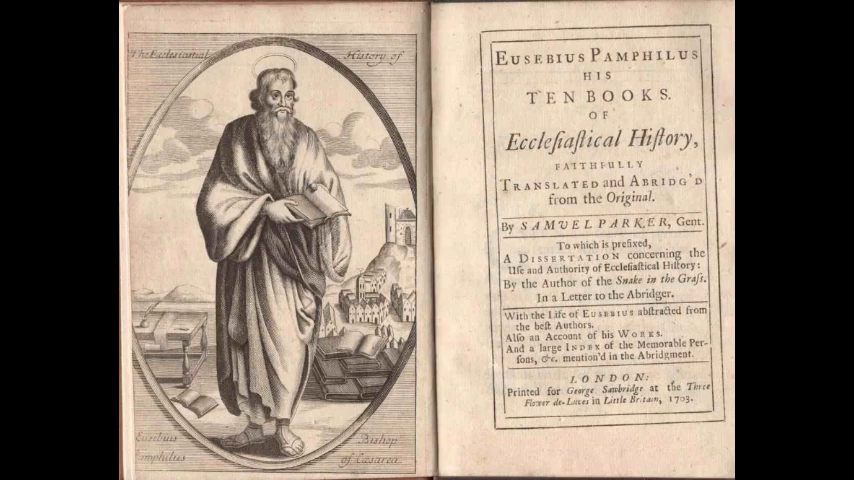 The Ecclesiastical History of
Eusebius Bishop
Pamphilus of Cæsarea
EUSEBIUS PAMPHILUS
HIS
TEN BOOKS.
OF
Eccleſiaſtical Hiſtory,
FAITHFULLY
TRANSLATED and ABRIDG'D
from the Original.
By SAMUEL PARKER, Gent.
To which is prefixed,
A DISSERTATION concerning the
Uſe and Authority of Eccleſiaſtical Hiſtory:
By the Author of the Snake in the Graſs.
In a Letter to the Abridger.
With the Life of EUSEBIUS abſtracted from
the beſt Authors.
Alſo an Account of his WORKS.
And a large INDEX of the Memorable Per-
ſons, &c. mention'd in the Abridgment.
LONDON:
Printed for George Sawbridge at the Three
Flower de-Luces in Little Britain, 1703.